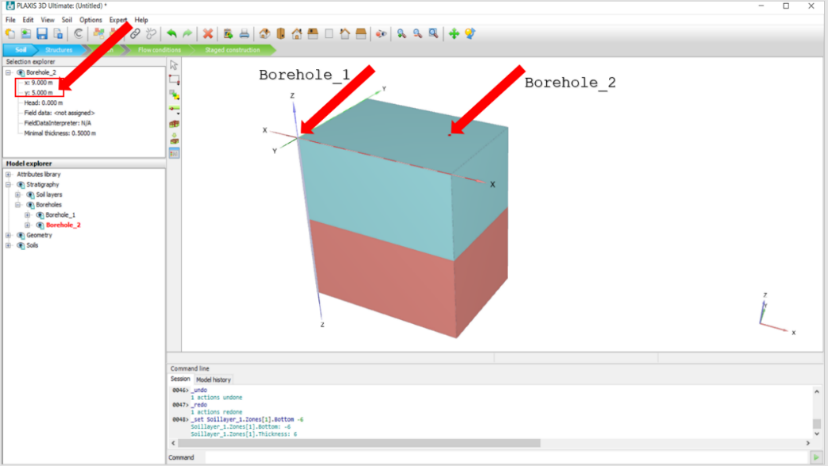 PLAXIS 3D Ultimate: (Untitled) *
File Edit View Soil Options Expert Help
Soil Structures Flow conditions Staged construction
Selection explorer
Borehole_2
x: 9.000 m
y: 5.000 m
Head: 0.000 m
Field data: <not assigned>
FieldDataInterpreter: N/A
Minimal thickness: 0.5000 m
Model explorer
Attributes library
Stratigraphy
Soil layers
Boreholes
Borehole_1
Borehole_2
Geometry
Soils
Borehole_1
Borehole_2
Z
Y
X
Y
X
Z
Z
Y
X
Command line
Session Model history
0046> _undo
1 actions undone
0047> _redo
1 actions redone
0048> _set Soillayer_1.Zones[1].Bottom -6
Soillayer_1.Zones[1].Bottom: -6
Soillayer_1.Zones[1].Thickness: 6
Command